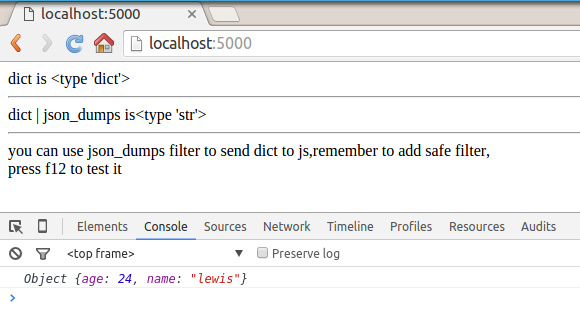 localhost:5000
localhost:5000
dict is <type 'dict'>
dict | json_dumps is<type 'str'>
you can use json_dumps filter to send dict to js,remember to add safe filter,
press f12 to test it
Elements Console Sources Network Timeline Profiles Resources Audits
<top frame> Preserve log
Object {age: 24, name: "lewis"}